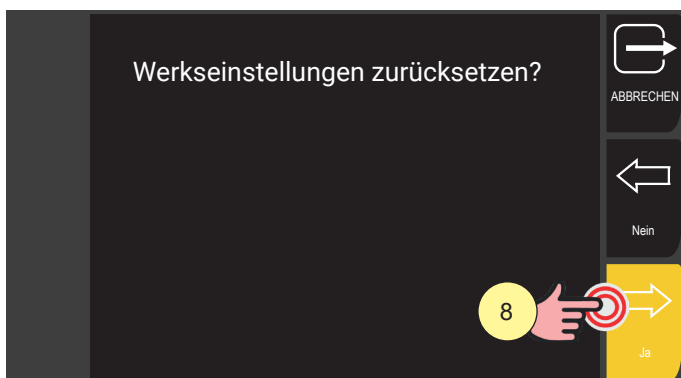 Werkseinstellungen zurücksetzen?
ABBRECHEN
Nein
8
Ja